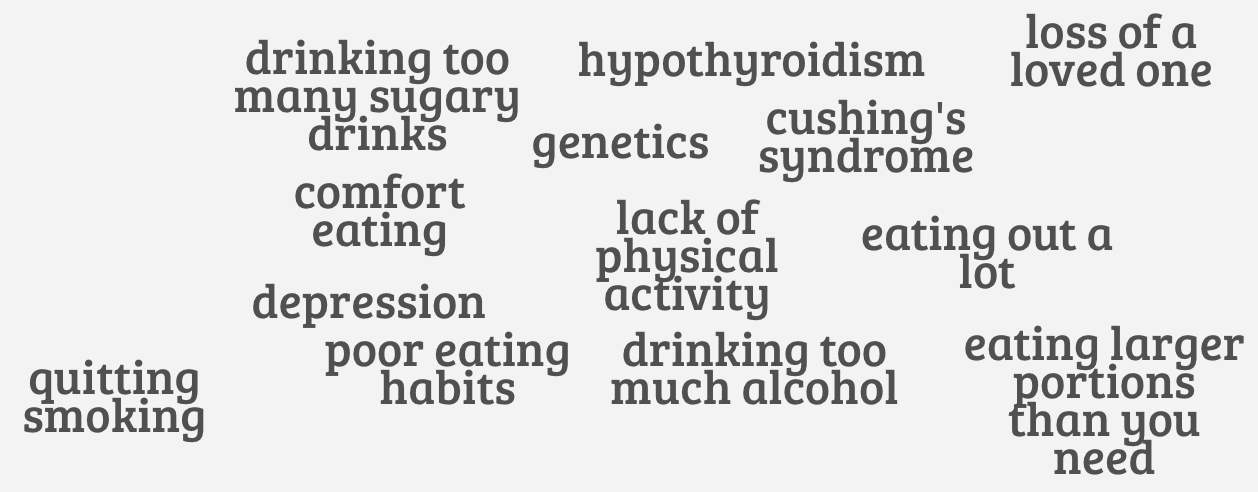 drinking too
many sugary
drinks
hypothyroidism
loss of a
loved one
genetics
cushing's
syndrome
comfort
eating
lack of
physical
activity
eating out a
lot
depression
poor eating
habits
drinking too
much alcohol
eating larger
portions
than you
need
quitting
smoking